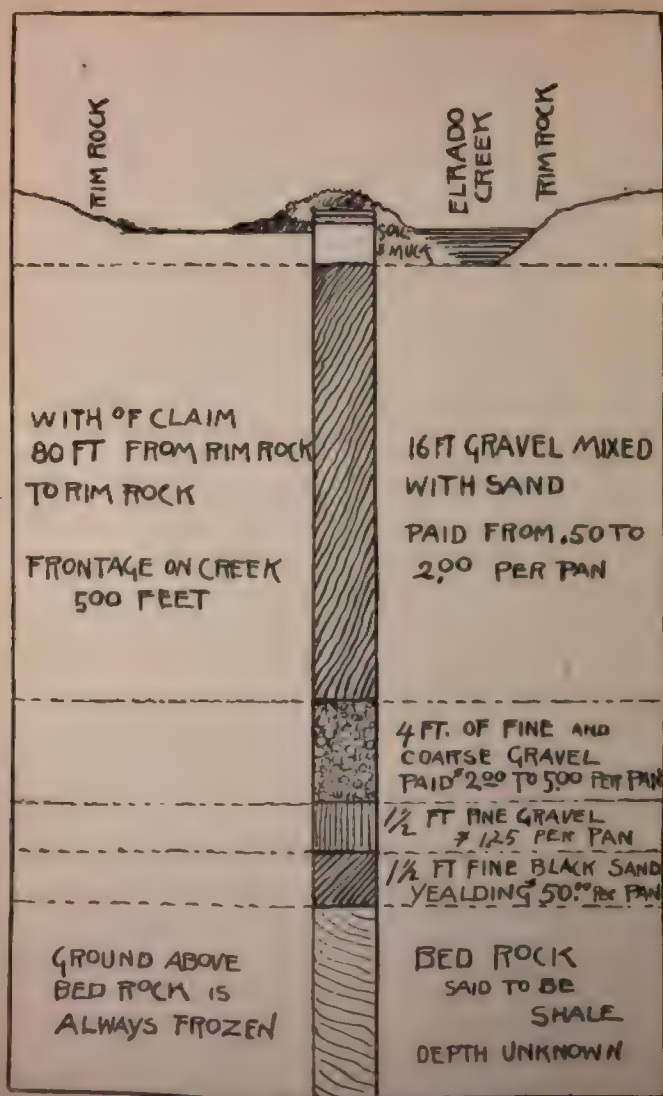 RIM ROCK
ELRADO
CREEK
RIM ROCK
SOIL
& MUCK
WITH OF CLAIM
80 FT FROM RIM ROCK
TO RIM ROCK
FRONTAGE ON CREEK
500 FEET
16 FT GRAVEL MIXED
WITH SAND
PAID FROM .50 TO
2.00 PER PAN
4 FT. OF FINE AND
COARSE GRAVEL
PAID $2.00 TO 5.00 PER PAN
1½ FT FINE GRAVEL
$ 1.25 PER PAN
1½ FT FINE BLACK SAND
YEALDING $50.00 PER PAN
GROUND ABOVE
BED ROCK IS
ALWAYS FROZEN
BED ROCK
SAID TO BE
SHALE
DEPTH UNKNOWN